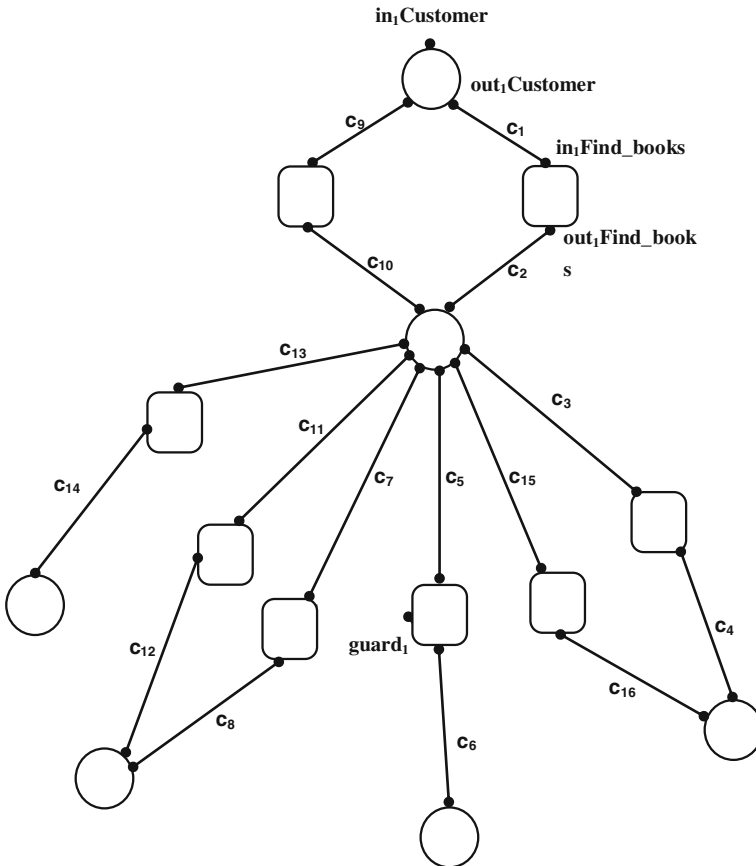 in₁Customer
out₁Customer
c₉
c₁
in₁Find_books
out₁Find_book
s
c₁₀
c₂
c₁₃
c₃
c₁₁
c₇
c₅
c₁₅
c₁₄
guard₁
c₁₂
c₄
c₁₆
c₈
c₆